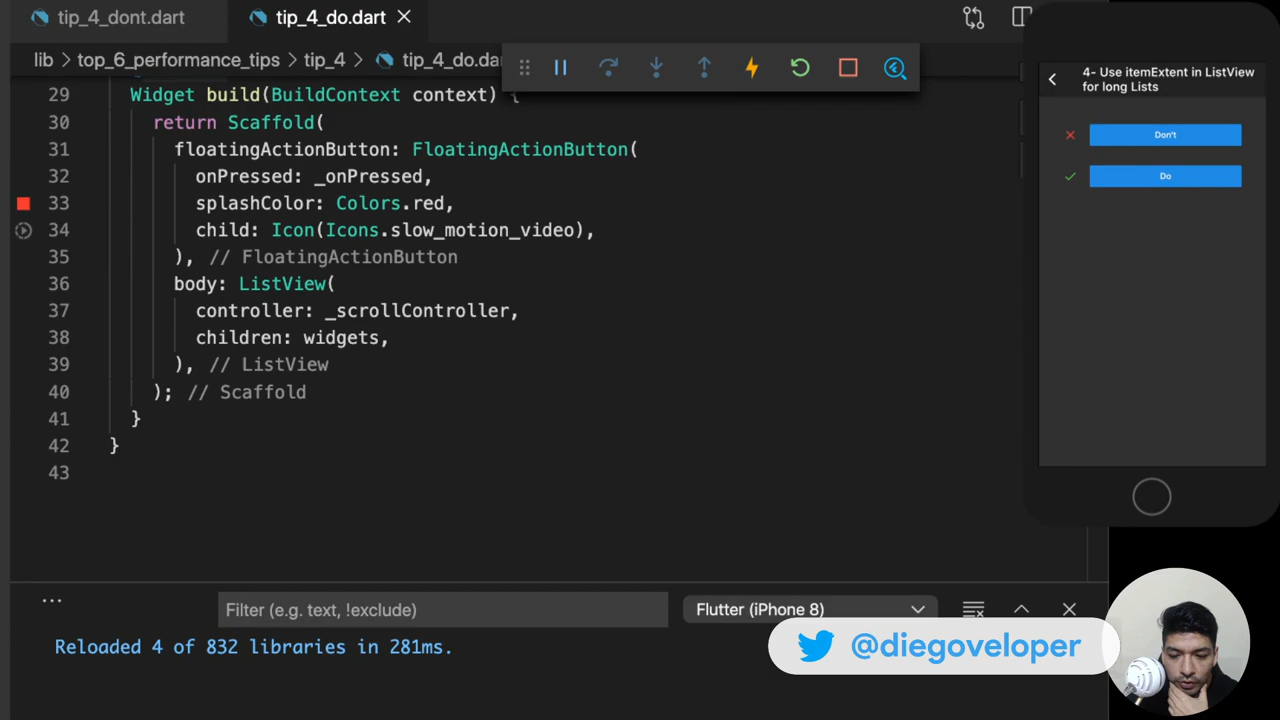 tip_4_dont.dart
tip_4_do.dart
lib > top_6_performance_tips > tip_4 > tip_4_do.dar
29 Widget build(BuildContext context) {
30 return Scaffold(
31 floatingActionButton: FloatingActionButton(
32 onPressed: _onPressed,
33 splashColor: Colors.red,
34 child: Icon(Icons.slow_motion_video),
35 ), // FloatingActionButton
36 body: ListView(
37 controller: _scrollController,
38 children: widgets,
39 ), // ListView
40 ); // Scaffold
41 }
42 }
43
4- Use itemExtent in ListView
for long Lists
Don't
Do
Filter (e.g. text, !exclude)
Flutter (iPhone 8)
Reloaded 4 of 832 libraries in 281ms.
@diegoveloper